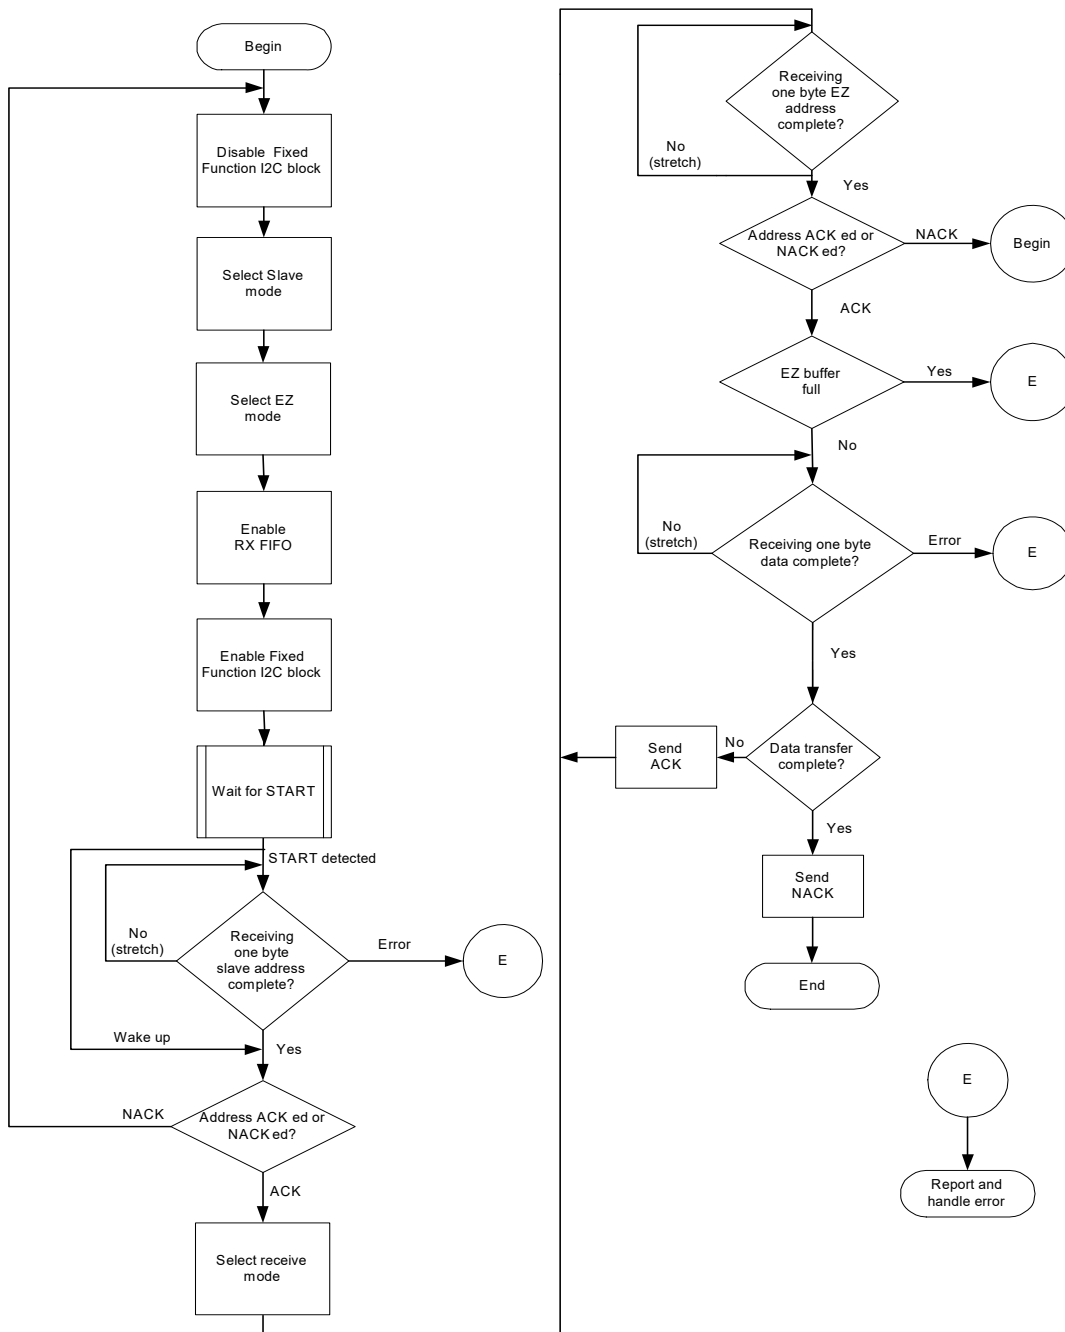 Begin
Disable Fixed
Function I2C block
Select Slave
mode
Select EZ
mode
Enable
RX FIFO
Enable Fixed
Function I2C block
Wait for START
START detected
No
(stretch)
Receiving
one byte
slave address
complete?
Error
E
Wake up
Yes
NACK
Address ACK ed or
NACK ed?
ACK
Select receive
mode
Receiving
one byte EZ
address
complete?
No
(stretch)
Yes
Address ACK ed or
NACK ed?
NACK
Begin
ACK
EZ buffer
full
Yes
E
No
No
(stretch)
Receiving one byte
data complete?
Error
E
Yes
Send
ACK
No
Data transfer
complete?
Yes
Send
NACK
End
E
Report and
handle error